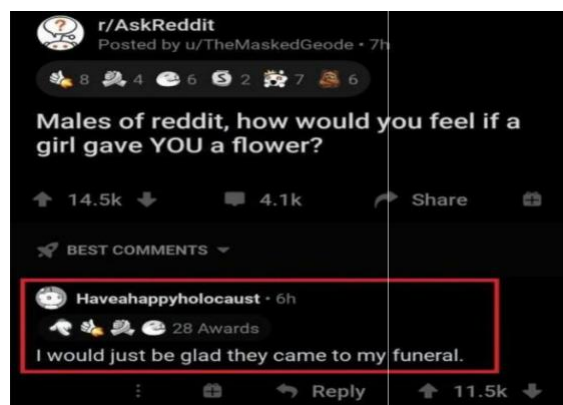 r/AskReddit
Posted by u/TheMaskedGeode • 7h
8 4 6 S 2 7 6
Males of reddit, how would you feel if a
girl gave YOU a flower?
14.5k 4.1k Share
BEST COMMENTS
Haveahappyholocaust • 6h
28 Awards
I would just be glad they came to my funeral.
Reply 11.5k